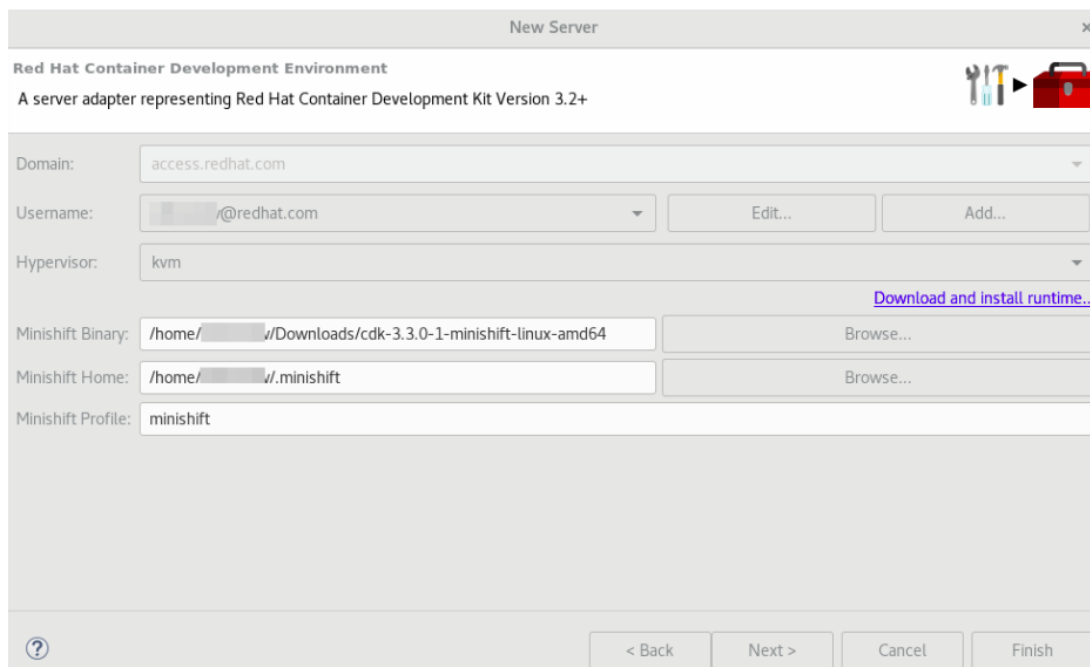 New Server
Red Hat Container Development Environment
A server adapter representing Red Hat Container Development Kit Version 3.2+
Domain: access.redhat.com
Username: @redhat.com Edit... Add...
Hypervisor: kvm
Download and install runtime..
Minishift Binary: /home/ /Downloads/cdk-3.3.0-1-minishift-linux-amd64 Browse...
Minishift Home: /home/ /.minishift Browse...
Minishift Profile: minishift
? < Back Next > Cancel Finish